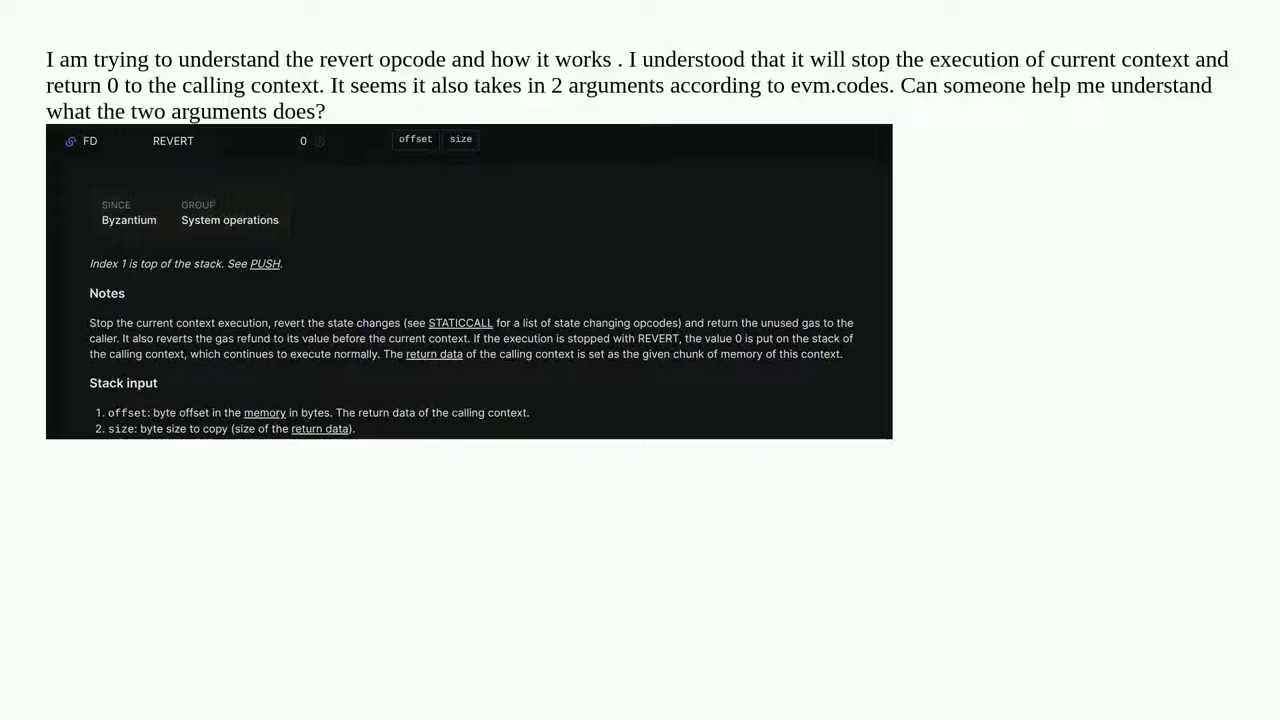 I am trying to understand the revert opcode and how it works . I understood that it will stop the execution of current context and
return 0 to the calling context. It seems it also takes in 2 arguments according to evm.codes. Can someone help me understand
what the two arguments does?
FD REVERT 0 offset size
SINCE GROUP
Byzantium System operations
Index 1 is top of the stack. See PUSH.
Notes
Stop the current context execution, revert the state changes (see STATICCALL for a list of state changing opcodes) and return the unused gas to the
caller. It also reverts the gas refund to its value before the current context. If the execution is stopped with REVERT, the value 0 is put on the stack of
the calling context, which continues to execute normally. The return data of the calling context is set as the given chunk of memory of this context.
Stack input
1. offset: byte offset in the memory in bytes. The return data of the calling context.
2. size: byte size to copy (size of the return data).